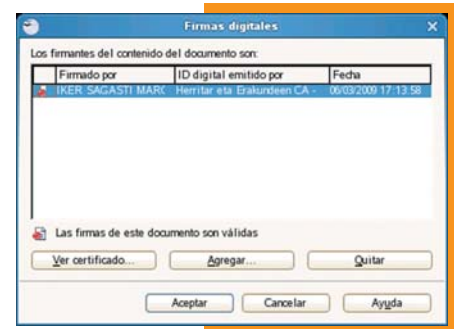 Firmas digitales
Los firmantes del contenido del documento son:
Firmado por ID digital emitido por Fecha
IKER SAGASTI MARC Herritar eta Erakundeen CA - 06/03/2009 17:13:58
Las firmas de este documento son válidas
Ver certificado... Agregar... Quitar
Aceptar Cancelar Ayuda